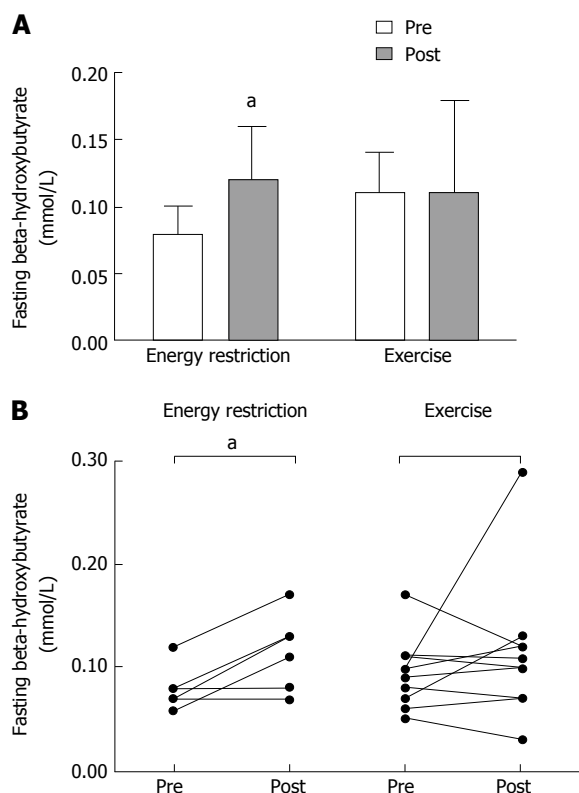 A
Pre
Post
Fasting beta-hydroxybutyrate
(mmol/L)
0.20
0.15
0.10
0.05
0.00
a
Energy restriction
Exercise
B
Energy restriction
Exercise
a
Fasting beta-hydroxybutyrate
(mmol/L)
0.30
0.20
0.10
0.00
Pre
Post
Pre
Post